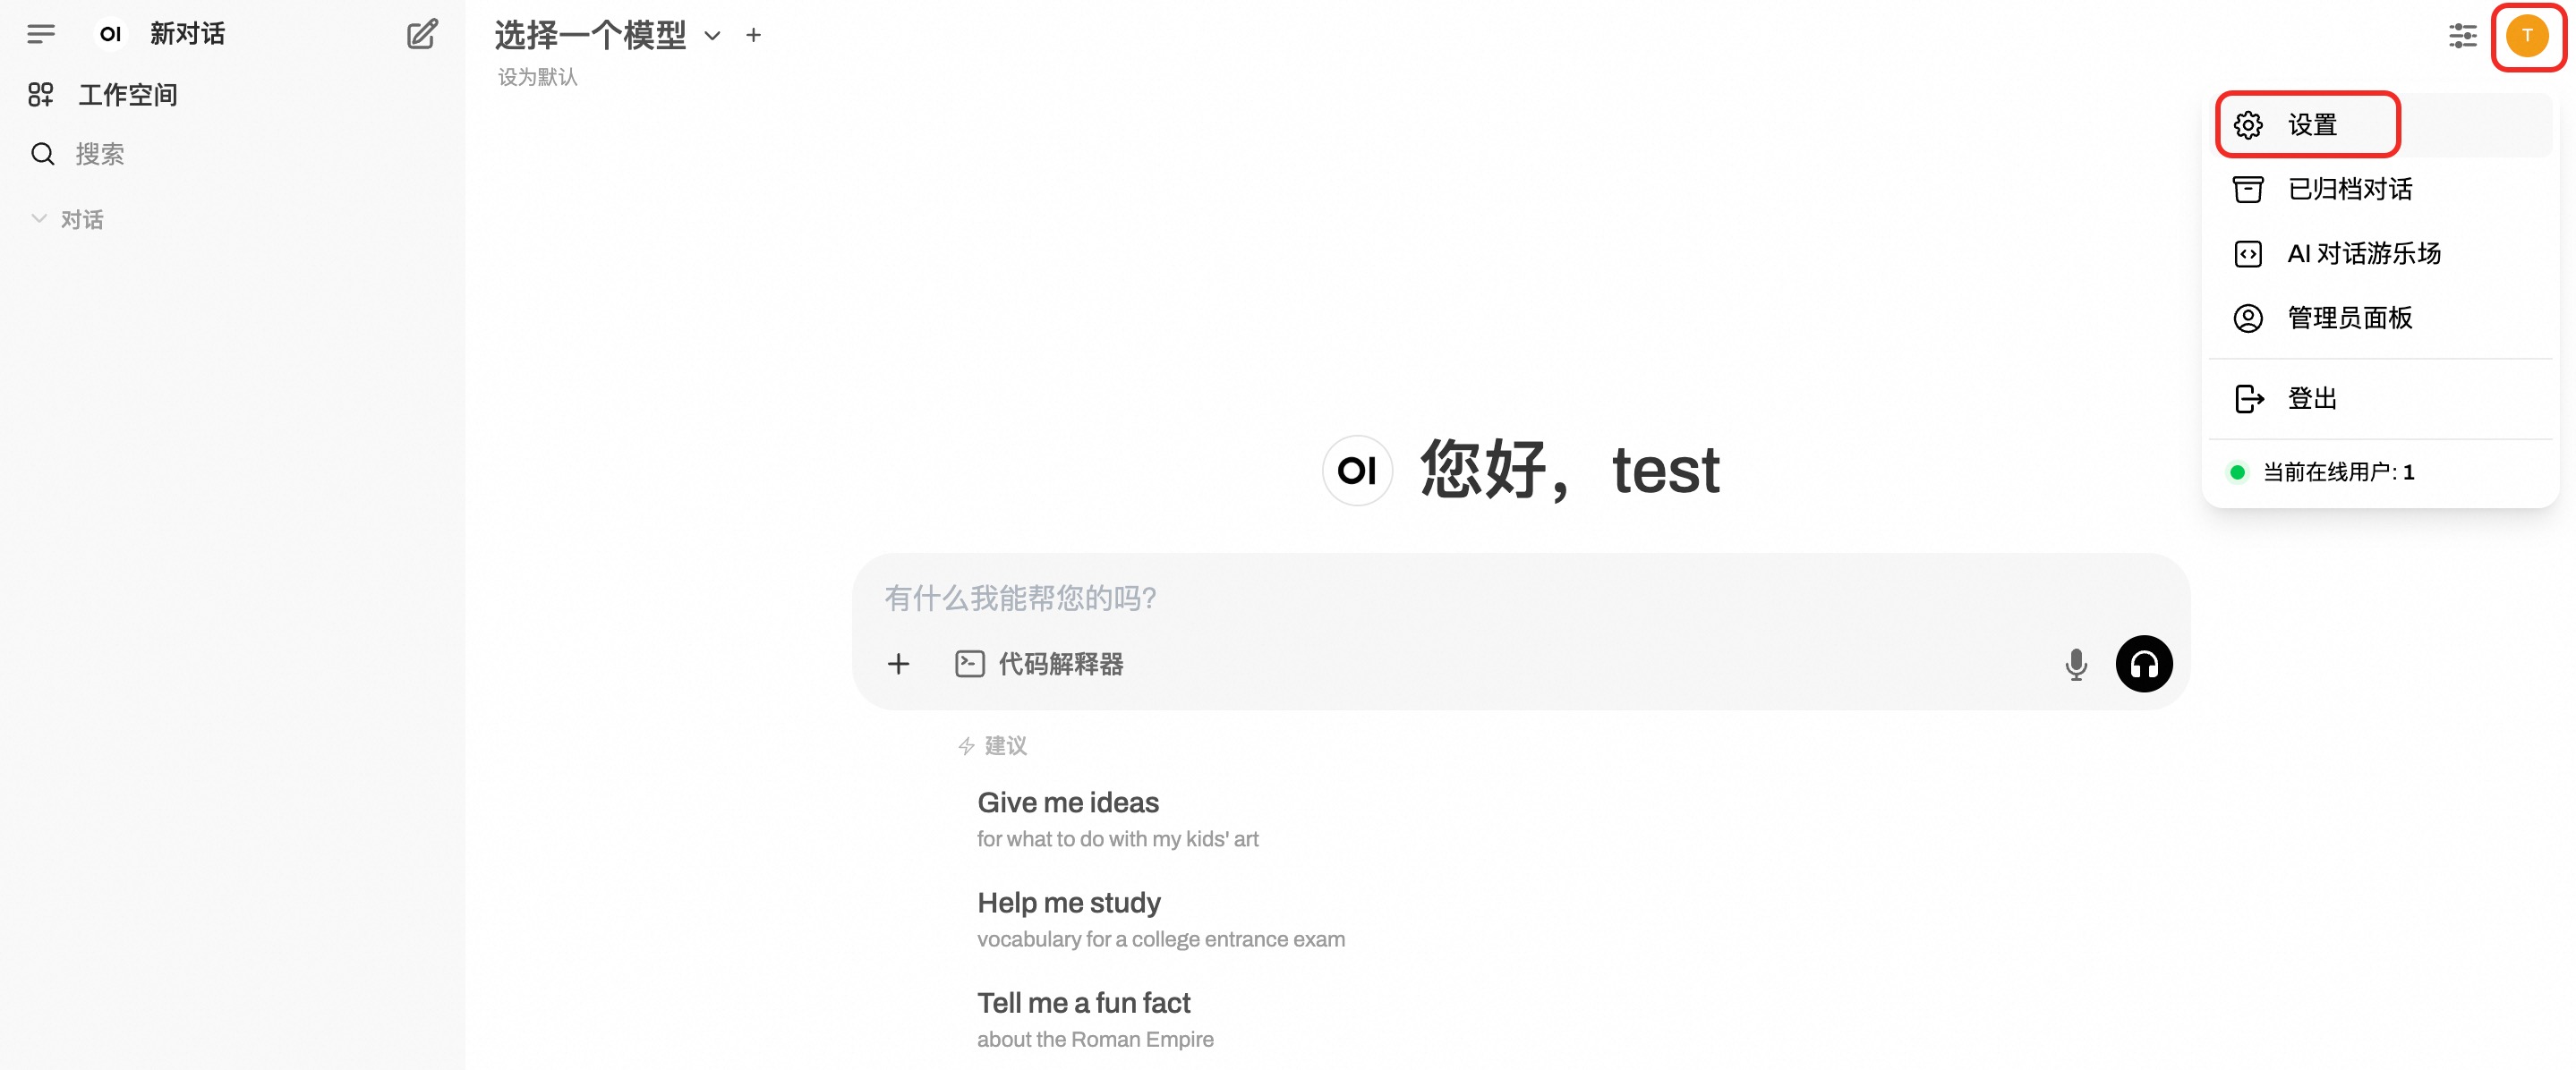 OI 新对话
工作空间
搜索
对话
选择一个模型
设为默认
T
设置
已归档对话
AI 对话游乐场
管理员面板
登出
当前在线用户: 1
OI 您好，test
有什么我能帮您的吗?
代码解释器
建议
Give me ideas
for what to do with my kids' art
Help me study
vocabulary for a college entrance exam
Tell me a fun fact
about the Roman Empire